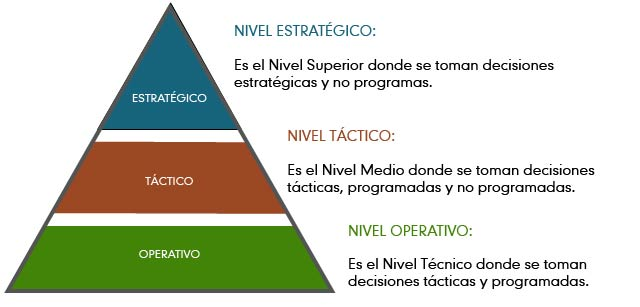 NIVEL ESTRATÉGICO:
Es el Nivel Superior donde se toman decisiones
estratégicas y no programas.
ESTRATÉGICO
NIVEL TÁCTICO:
Es el Nivel Medio donde se toman decisiones
tácticas, programadas y no programadas.
TÁCTICO
NIVEL OPERATIVO:
Es el Nivel Técnico donde se toman
decisiones tácticas y programadas.
OPERATIVO